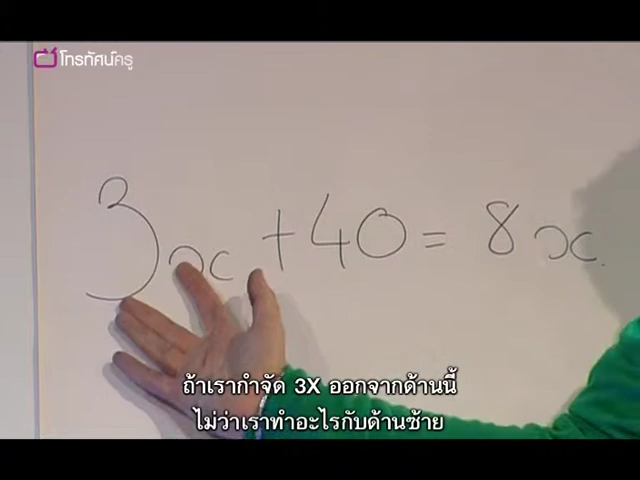 โทรทัศน์ครู
3x + 40 = 8x
ถ้าเรากำจัด 3X ออกจากด้านนี้
ไม่ว่าเราทำอะไรกับด้านซ้าย